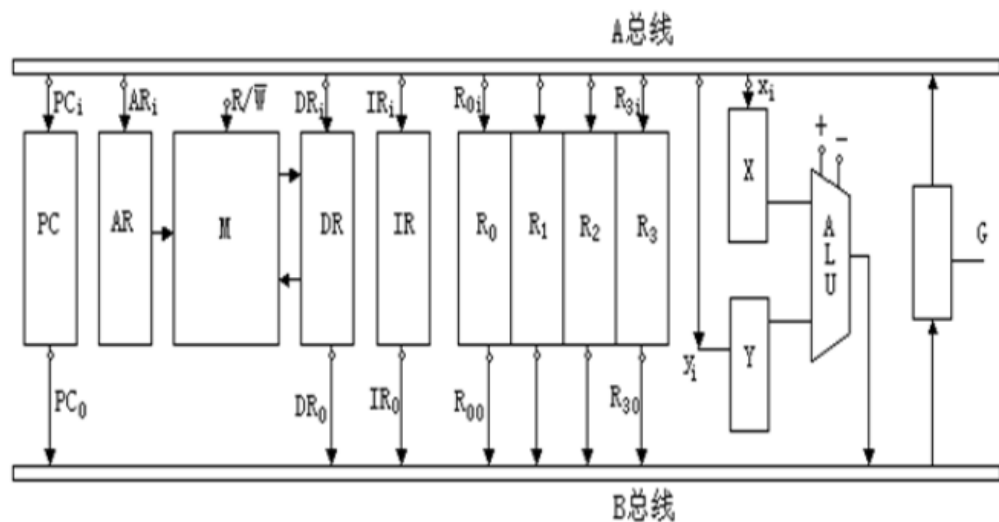 A总线
PCᵢ ARᵢ R/W̅ DRᵢ IRᵢ R₀ᵢ R₃ᵢ xᵢ
+ -
PC AR M DR IR R₀ R₁ R₂ R₃ X ALU G
yᵢ Y
PC₀ DR₀ IR₀ R₀₀ R₃₀
B总线